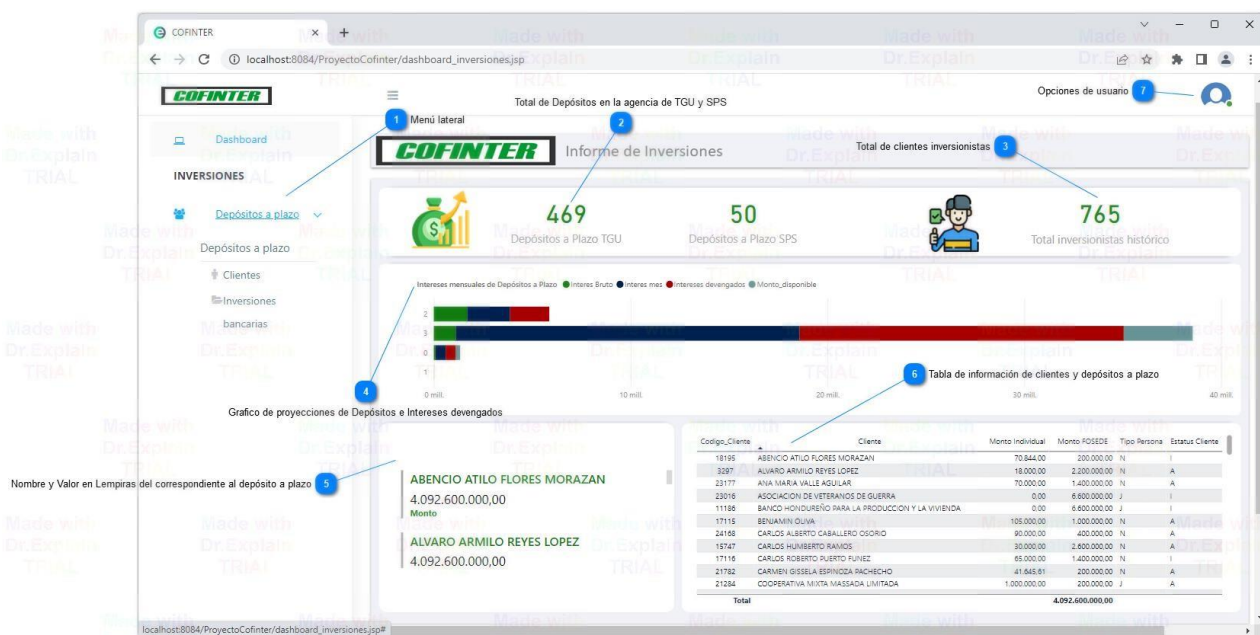 COFINTER
localhost:8084/ProyectoCofinter/dashboard_inversiones.jsp
COFINTER
Total de Depósitos en la agencia de TGU y SPS
Opciones de usuario 7
1 Menú lateral
2
Dashboard
COFINTER Informe de Inversiones
Total de clientes inversionistas 3
INVERSIONES
Depósitos a plazo
469 50 765
Depósitos a Plazo TGU Depósitos a Plazo SPS Total inversionistas histórico
Depósitos a plazo
Clientes
Inversiones
bancarias
Intereses mensuales de Depósitos a Plazo Interes Bruto Interes mes Intereses devengados Monto_disponible
2
3
0
1
6 Tabla de información de clientes y depósitos a plazo
0 mill. 10 mill. 20 mill. 30 mill. 40 mill.
4
Grafico de proyecciones de Depósitos e Intereses devengados
Nombre y Valor en Lempiras del correspondiente al depósito a plazo 5
ABENCIO ATILO FLORES MORAZAN
4.092.600.000,00
Monto
ALVARO ARMILO REYES LOPEZ
4.092.600.000,00
Codigo_Cliente Cliente Monto Individual Monto FOSEDE Tipo Persona Estatus Cliente
18195 ABENCIO ATILO FLORES MORAZAN 70.844,00 200.000,00 N I
3297 ALVARO ARMILO REYES LOPEZ 18.000,00 2.200.000,00 N A
23177 ANA MARIA VALLE AGUILAR 70.000,00 1.400.000,00 N A
23016 ASOCIACION DE VETERANOS DE GUERRA 0,00 6.600.000,00 J I
11186 BANCO HONDUREÑO PARA LA PRODUCCION Y LA VIVIENDA 0,00 6.600.000,00 J I
17115 BENJAMIN OLIVA 105.000,00 1.000.000,00 N A
24168 CARLOS ALBERTO CABALLERO OSORIO 90.000,00 400.000,00 N A
15747 CARLOS HUMBERTO RAMOS 30.000,00 2.600.000,00 N A
17116 CARLOS ROBERTO PUERTO FUNEZ 65.000,00 1.400.000,00 N I
21782 CARMEN GISSELA ESPINOZA PACHECHO 41.645,61 200.000,00 N A
21284 COOPERATIVA MIXTA MASSADA LIMITADA 1.000.000,00 200.000,00 J A
Total 4.092.600.000,00
localhost:8084/ProyectoCofinter/dashboard_inversiones.jsp#
Made with
Dr.Explain
TRIAL